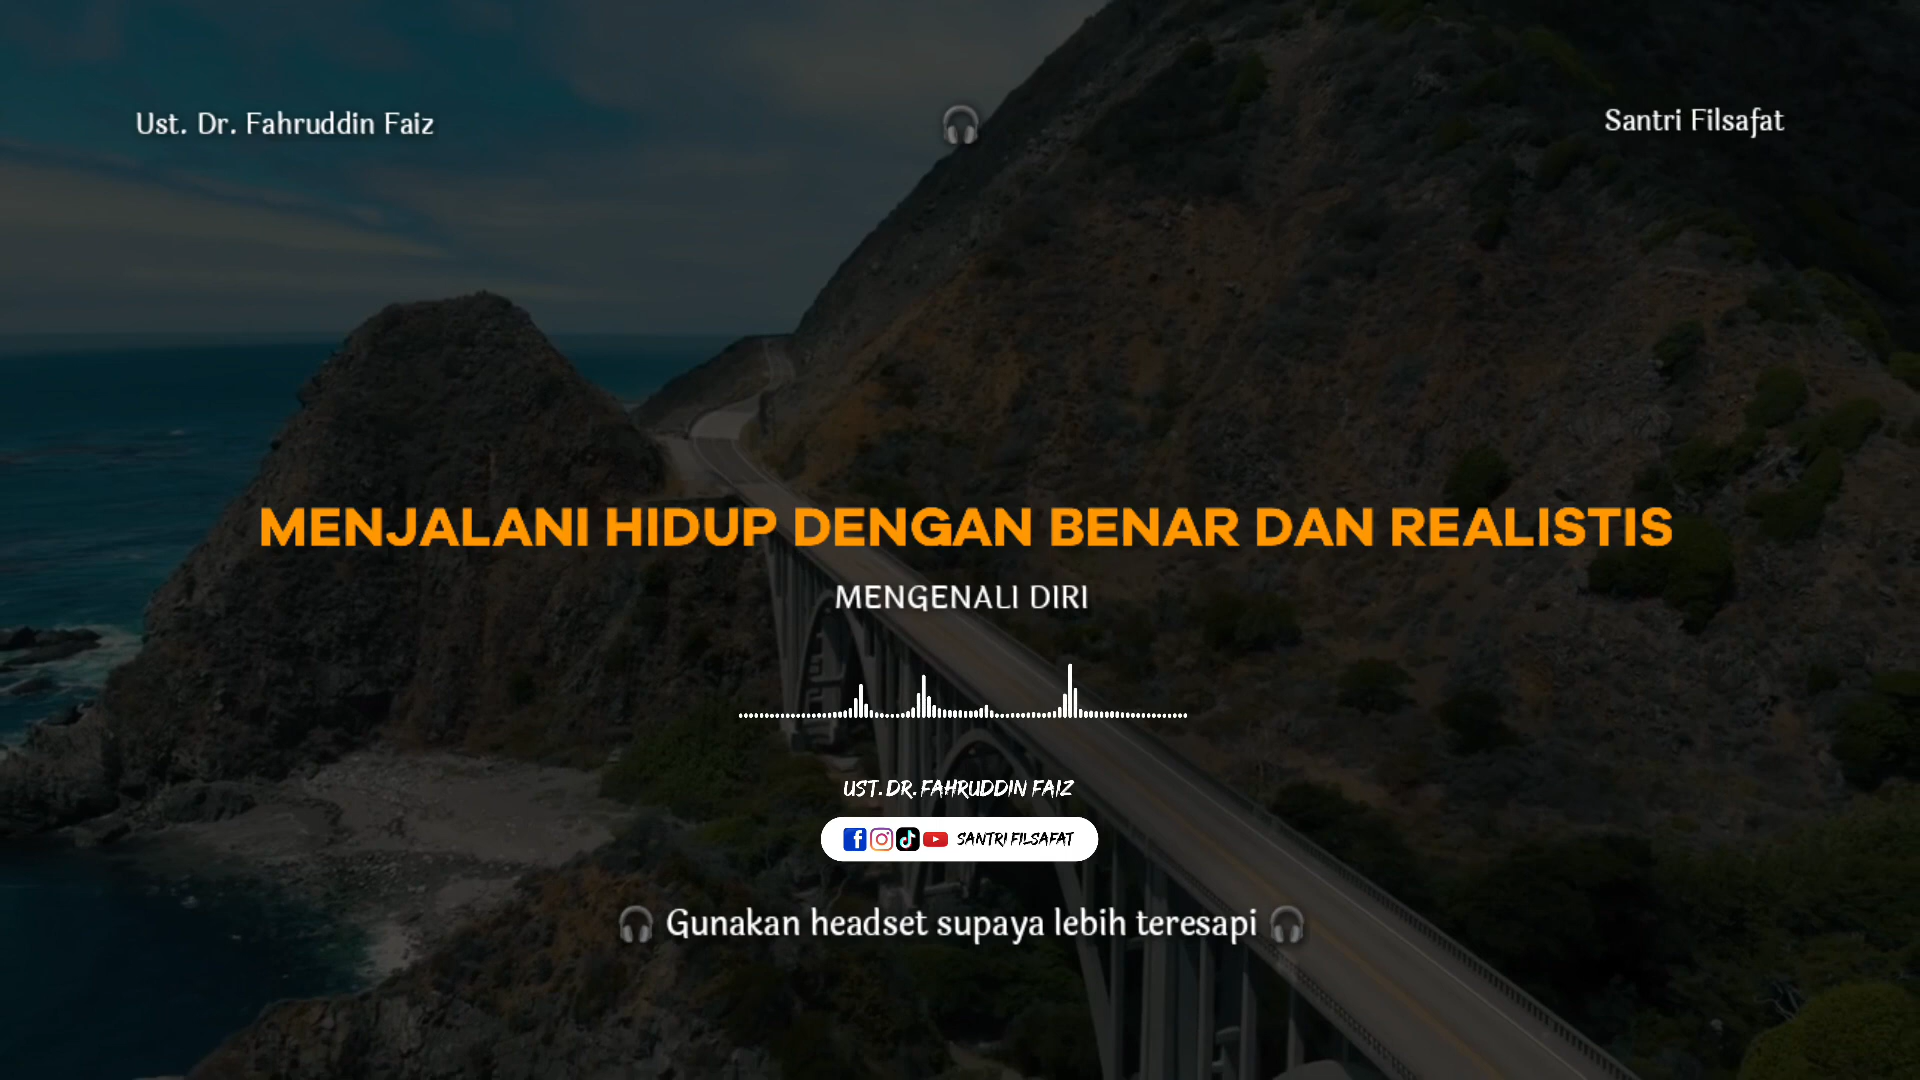 Ust. Dr. Fahruddin Faiz
Santri Filsafat
MENJALANI HIDUP DENGAN BENAR DAN REALISTIS
MENGENALI DIRI
UST. DR. FAHRUDDIN FAIZ
SANTRI FILSAFAT
Gunakan headset supaya lebih teresapi